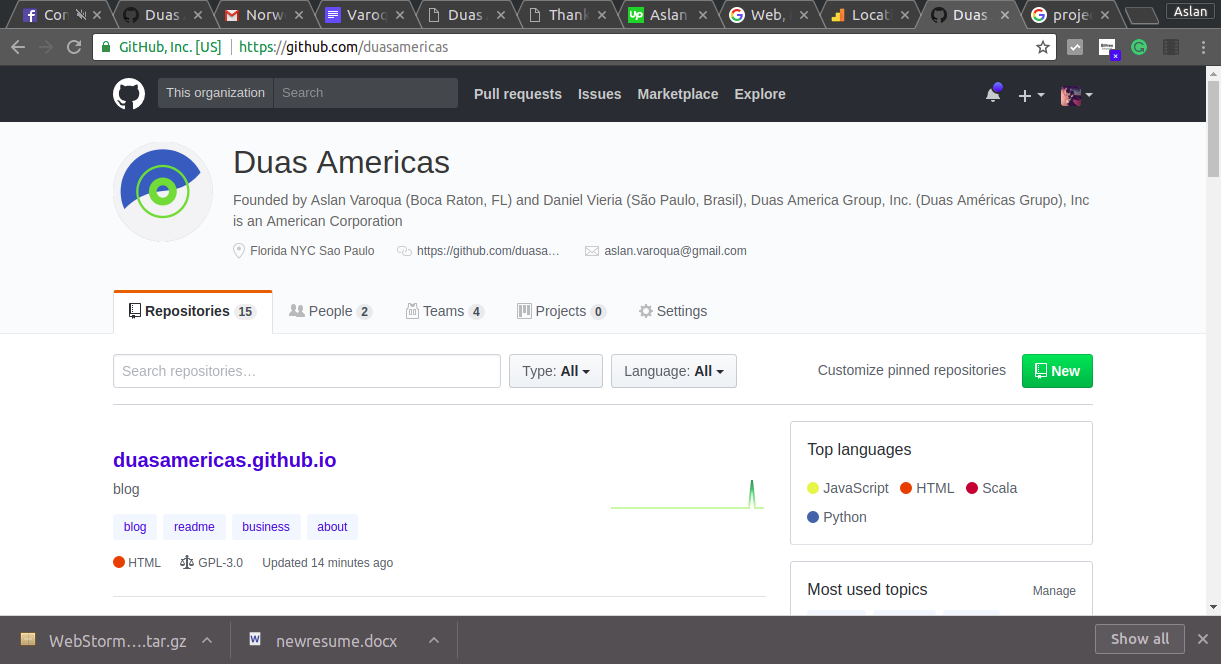 Con
Duas
Norw
Varoq
Duas
Thank
Up
Aslan
Web,
Locati
Duas
proje
Aslan
GitHub, Inc. [US] https://github.com/duasamericas
This organization Search Pull requests Issues Marketplace Explore
Duas Americas
Founded by Aslan Varoqua (Boca Raton, FL) and Daniel Vieria (São Paulo, Brasil), Duas America Group, Inc. (Duas Américas Grupo), Inc
is an American Corporation
Florida NYC Sao Paulo https://github.com/duasa… aslan.varoqua@gmail.com
Repositories 15 People 2 Teams 4 Projects 0 Settings
Search repositories… Type: All Language: All Customize pinned repositories New
duasamericas.github.io
blog
blog readme business about
HTML GPL-3.0 Updated 14 minutes ago
Top languages
JavaScript HTML Scala
Python
Most used topics Manage
WebStorm….tar.gz newresume.docx Show all